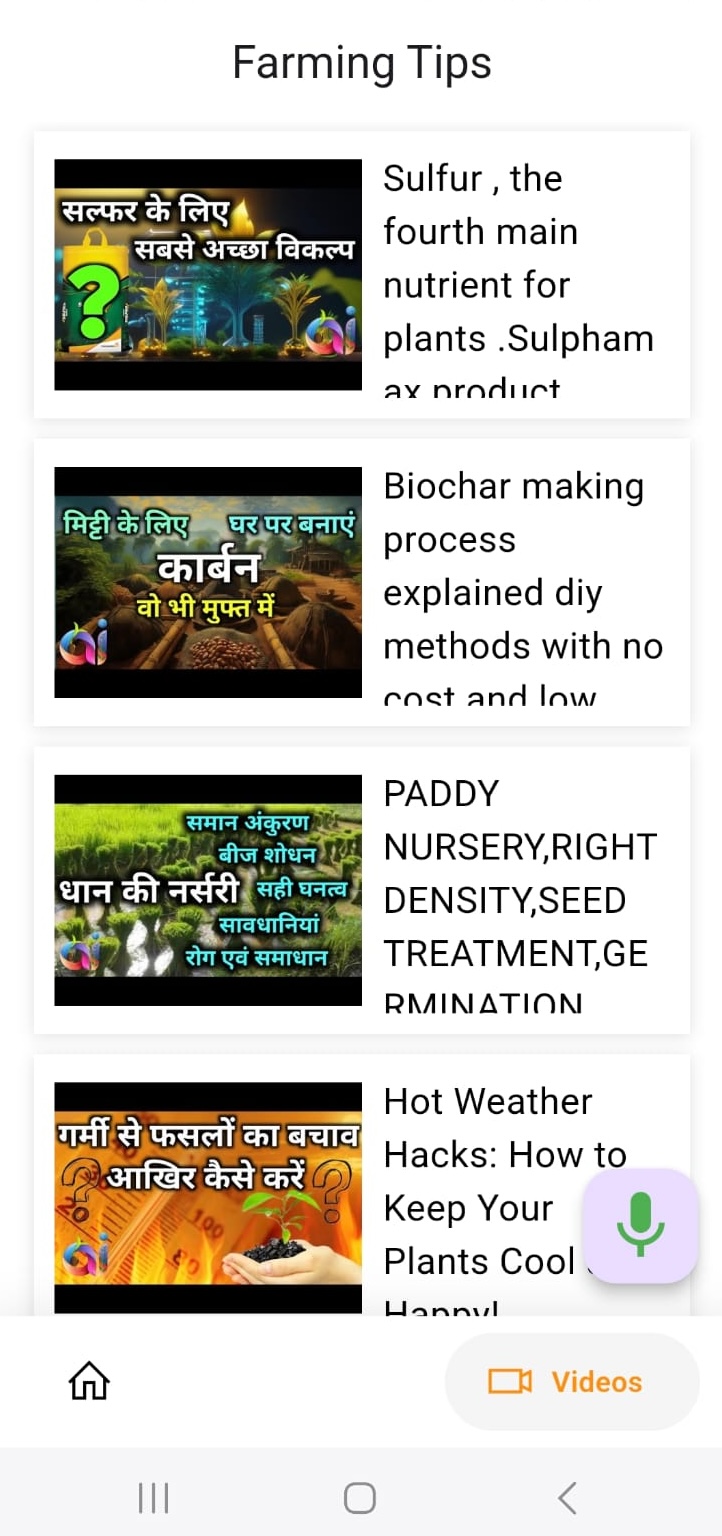 Farming Tips
सल्फर के लिए
सबसे अच्छा विकल्प
?
ai
Sulfur , the
fourth main
nutrient for
plants .Sulpham
ax product
मिट्टी के लिए घर पर बनाएं
कार्बन
वो भी मुफ्त में
ai
Biochar making
process
explained diy
methods with no
cost and low
समान अंकुरण
बीज शोधन
धान की नर्सरी सही घनत्व
सावधानियां
रोग एवं समाधान
ai
PADDY
NURSERY,RIGHT
DENSITY,SEED
TREATMENT,GE
RMINATION
गर्मी से फसलों का बचाव
?आखिर कैसे करें?
ai
Hot Weather
Hacks: How to
Keep Your
Plants Cool
Happy!
Videos